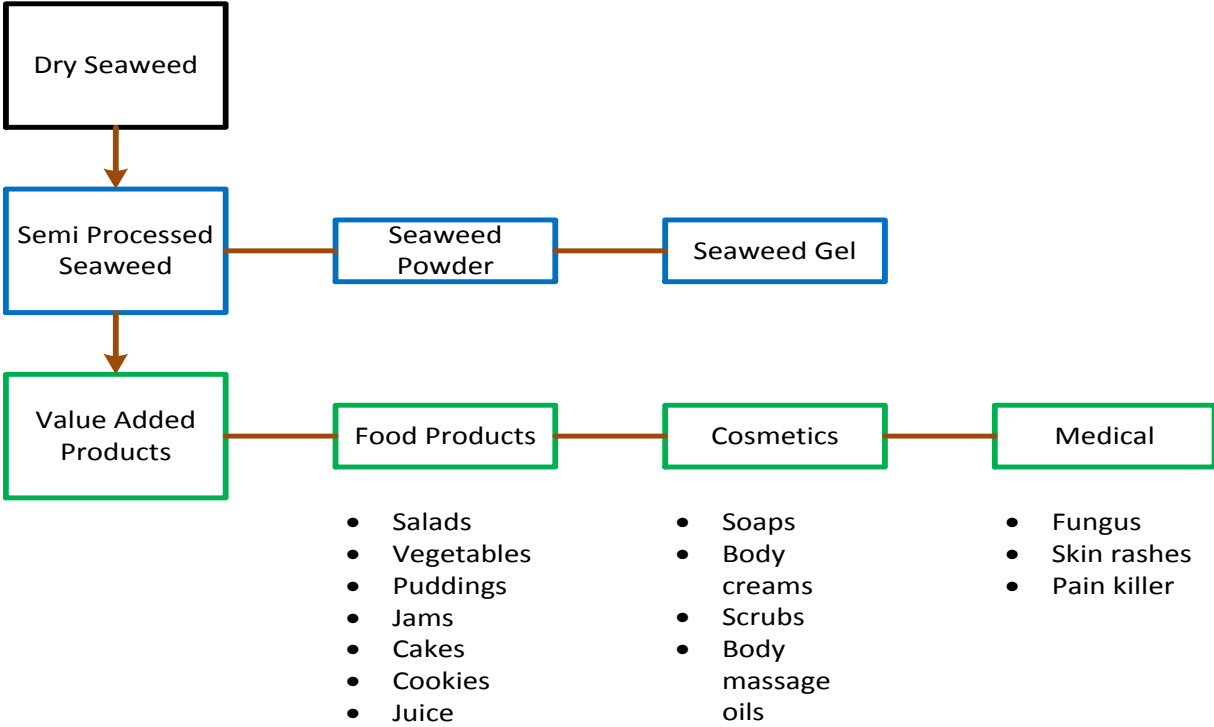 Dry Seaweed
Semi Processed
Seaweed
Seaweed
Powder
Seaweed Gel
Value Added
Products
Food Products
Cosmetics
Medical
• Salads
• Vegetables
• Puddings
• Jams
• Cakes
• Cookies
• Juice
• Soaps
• Body
creams
• Scrubs
• Body
massage
oils
• Fungus
• Skin rashes
• Pain killer